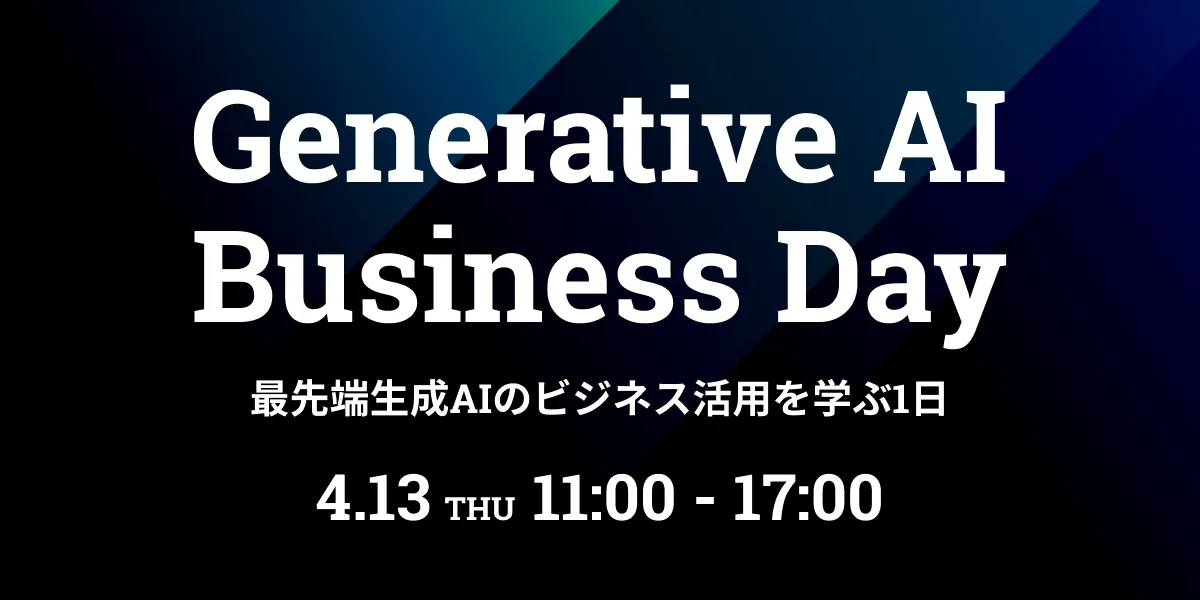 Generative AI
Business Day
最先端生成AIのビジネス活用を学ぶ1日
4.13 THU 11:00 - 17:00